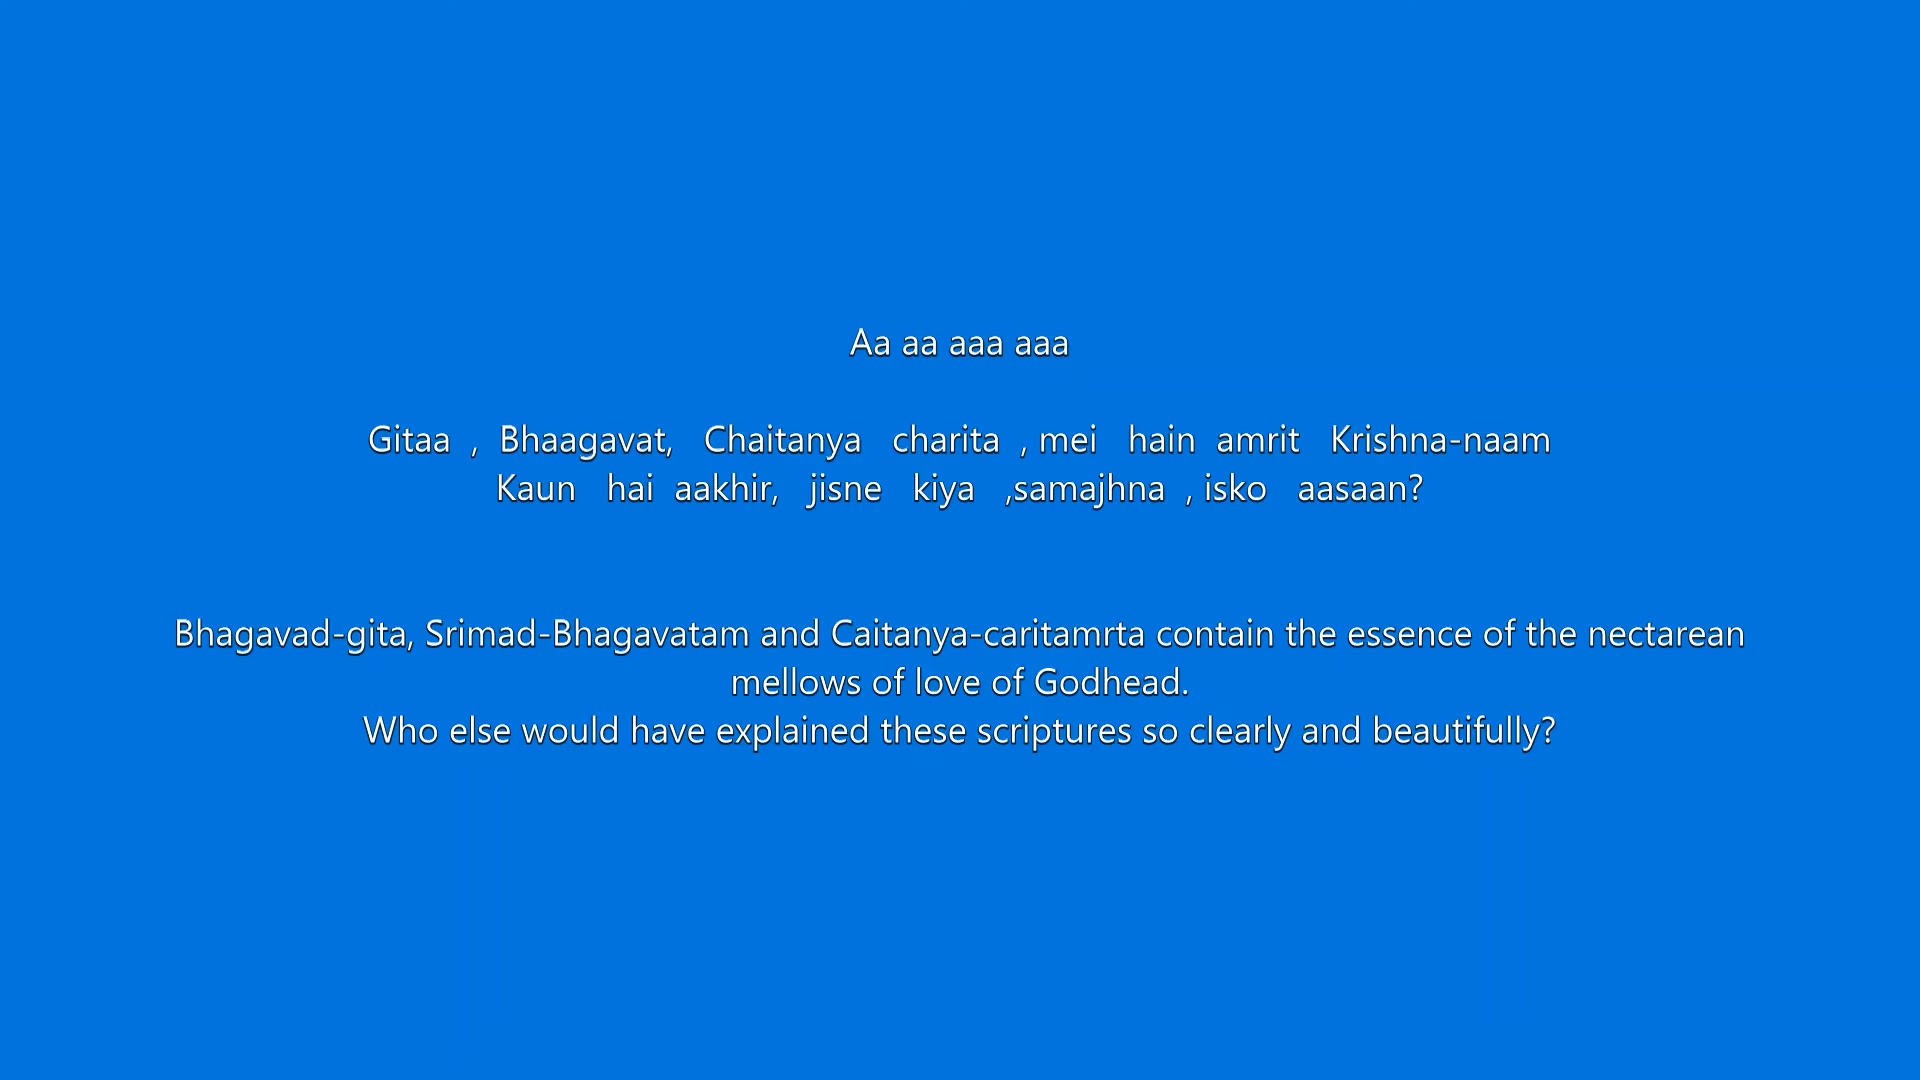 Aa aa aaa aaa
Gitaa , Bhaagavat, Chaitanya charita , mei hain amrit Krishna-naam
Kaun hai aakhir, jisne kiya ,samajhna , isko aasaan?
Bhagavad-gita, Srimad-Bhagavatam and Caitanya-caritamrta contain the essence of the nectarean
mellows of love of Godhead.
Who else would have explained these scriptures so clearly and beautifully?